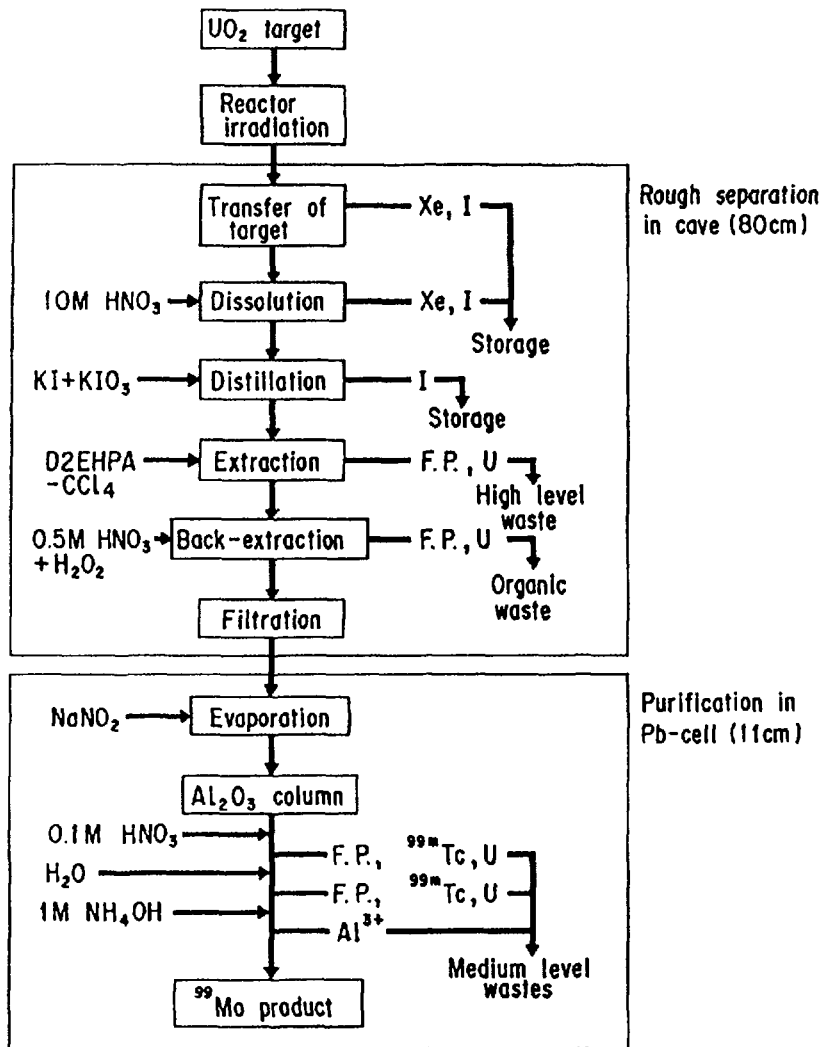 UO₂ target
Reactor
irradiation
Transfer of
target
Xe, I
Rough separation
in cave (80cm)
10M HNO₃
Dissolution
Xe, I
Storage
KI+KIO₃
Distillation
I
Storage
D2EHPA
-CCl₄
Extraction
F.P., U
High level
waste
0.5M HNO₃
+H₂O₂
Back-extraction
F.P., U
Organic
waste
Filtration
Purification in
Pb-cell (11cm)
NaNO₂
Evaporation
Al₂O₃ column
0.1M HNO₃
F.P., ⁹⁹ᵐTc, U
H₂O
F.P., ⁹⁹ᵐTc, U
1M NH₄OH
Al³⁺
Medium level
wastes
⁹⁹Mo product